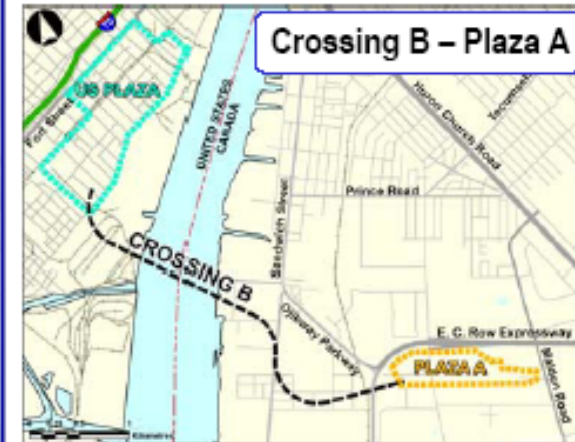 Crossing B – Plaza A
US PLAZA
Fort Street
UNITED STATES
CANADA
Huron Church Road
Prince Road
Sandwich Street
CROSSING B
Ojibway Parkway
E. C. Row Expressway
PLAZA A
Malden Road